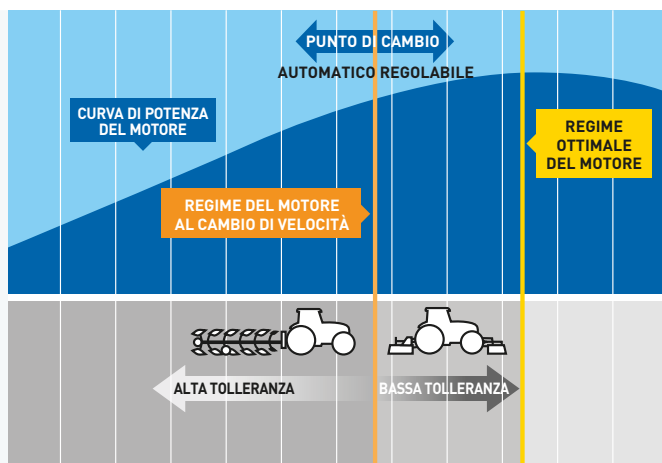 PUNTO DI CAMBIO
AUTOMATICO REGOLABILE
CURVA DI POTENZA
DEL MOTORE
REGIME
OTTIMALE
DEL MOTORE
REGIME DEL MOTORE
AL CAMBIO DI VELOCITÀ
ALTA TOLLERANZA
BASSA TOLLERANZA